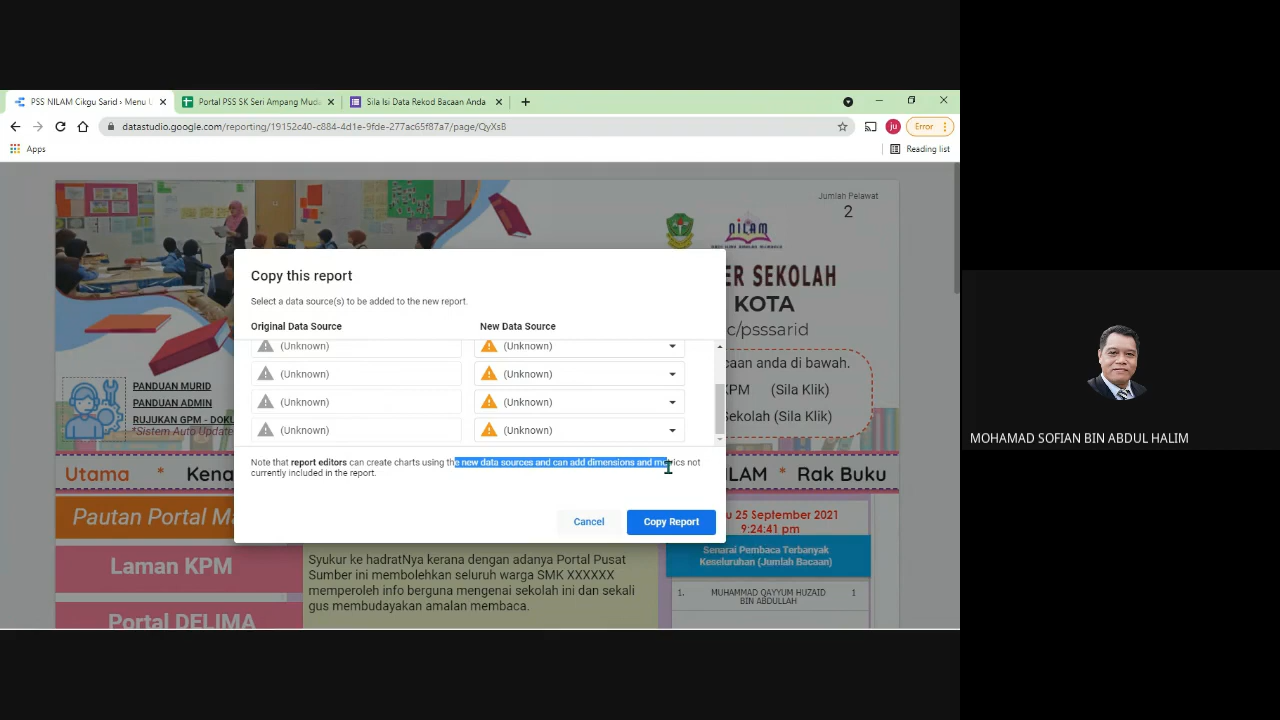 PSS NILAM Cikgu Sarid › Menu U
Portal PSS SK Seri Ampang Muda
Sila Isi Data Rekod Bacaan Anda
datastudio.google.com/reporting/19152c40-c884-4d1e-9fde-277ac65f87a7/page/QyXsB
ju
Error
Apps
Reading list
Jumlah Pelawat
2
nilam
ER SEKOLAH
KOTA
c/psssarid
caan anda di bawah.
KPM (Sila Klik)
Sekolah (Sila Klik)
PANDUAN MURID
PANDUAN ADMIN
RUJUKAN GPM - DOKU
*Sistem Auto Update
Copy this report
Select a data source(s) to be added to the new report.
Original Data Source
New Data Source
(Unknown)
(Unknown)
(Unknown)
(Unknown)
(Unknown)
(Unknown)
(Unknown)
(Unknown)
Note that report editors can create charts using the new data sources and can add dimensions and metrics not
currently included in the report.
Cancel
Copy Report
Utama * Kena
ILAM * Rak Buku
Pautan Portal Ma
u 25 September 2021
9:24:41 pm
Senarai Pembaca Terbanyak
Keseluruhan (Jumlah Bacaan)
1. MUHAMMAD QAYYUM HUZAID 1
BIN ABDULLAH
Laman KPM
Portal DELIMA
Syukur ke hadratNya kerana dengan adanya Portal Pusat
Sumber ini membolehkan seluruh warga SMK XXXXXX
memperoleh info berguna mengenai sekolah ini dan sekali
gus membudayakan amalan membaca.
MOHAMAD SOFIAN BIN ABDUL HALIM